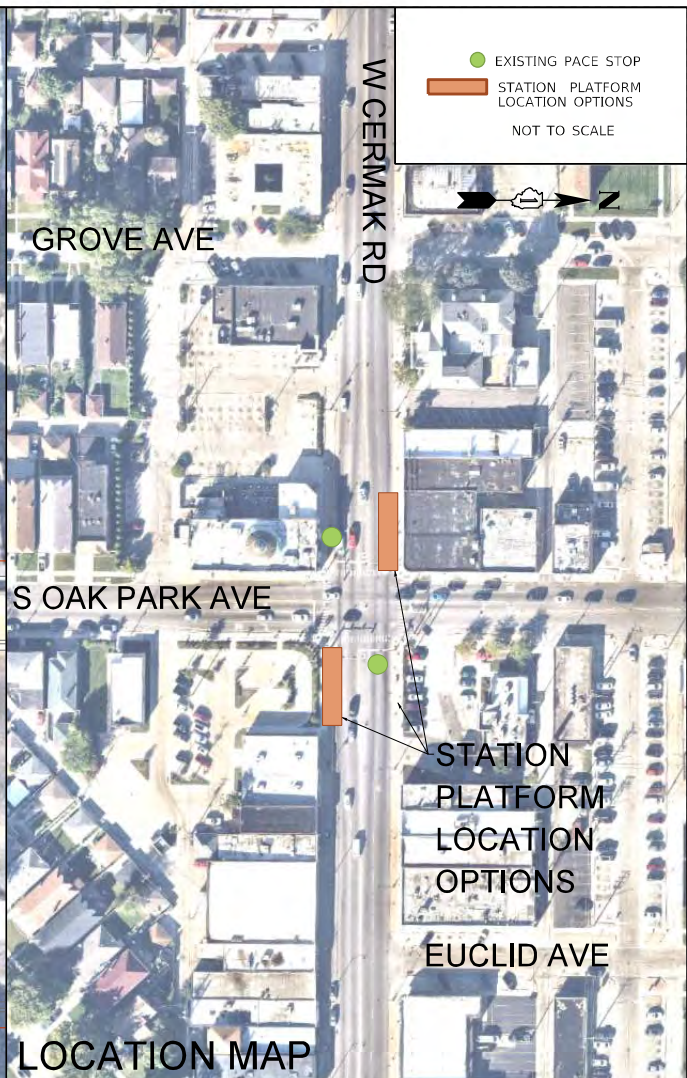 EXISTING PACE STOP
STATION PLATFORM
LOCATION OPTIONS
NOT TO SCALE
N
W CERMAK RD
GROVE AVE
S OAK PARK AVE
STATION
PLATFORM
LOCATION
OPTIONS
EUCLID AVE
LOCATION MAP